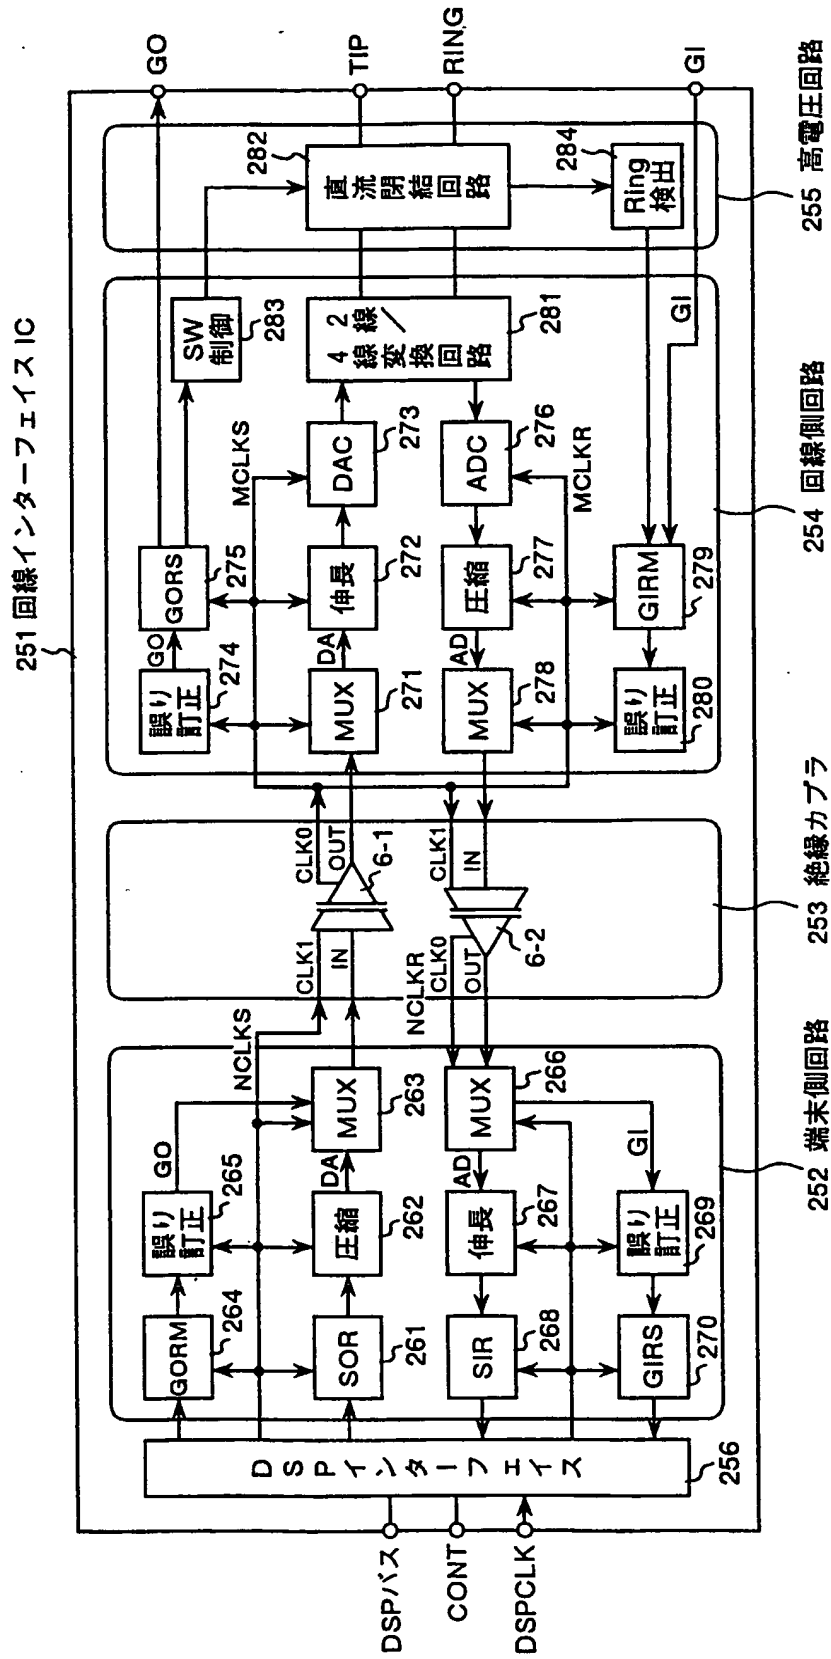 251 回線インターフェイス IC
GORM
264
誤り
訂正
265
GO
NCLKS
SOR
261
圧縮
262
DA
MUX
263
DSPインターフェイス
256
DSPバス
CONT
DSPCLK
SIR
268
伸長
267
AD
MUX
266
NCLKR
GIRS
270
誤り
訂正
269
GI
252 端末側回路
CLK1
IN
CLK0
OUT
6-1
CLK0
OUT
CLK1
IN
6-2
253 絶縁カプラ
誤り
訂正
274
GO
GORS
275
MCLKS
SW
制御
283
MUX
271
DA
伸長
272
DAC
273
2線/
4線変換回路
281
MUX
278
AD
圧縮
277
ADC
276
MCLKR
誤り
訂正
280
GIRM
279
GI
254 回線側回路
直流閉結回路
282
Ring
検出
284
255 高電圧回路
GO
TIP
RING
GI